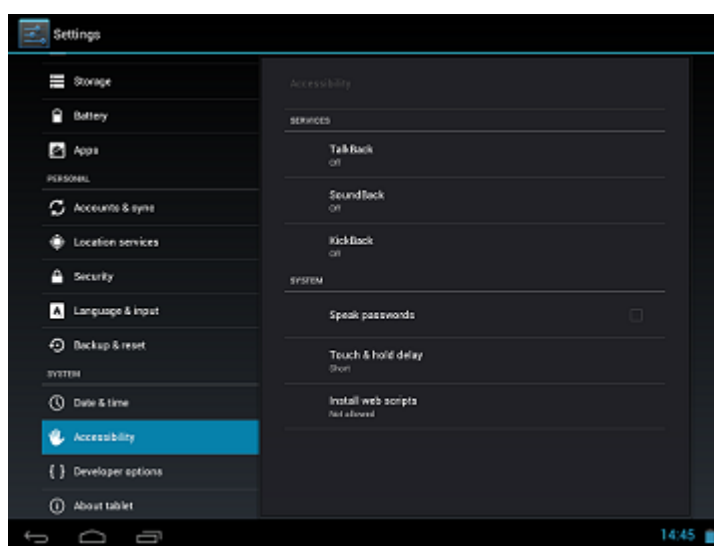 Settings
Storage
Battery
Apps
PERSONAL
Accounts & sync
Location services
Security
Language & input
Backup & reset
SYSTEM
Date & time
Accessibility
Developer options
About tablet
Accessibility
SERVICES
TalkBack
Off
SoundBack
Off
KickBack
Off
SYSTEM
Speak passwords
Touch & hold delay
Short
Install web scripts
Not allowed
14:45